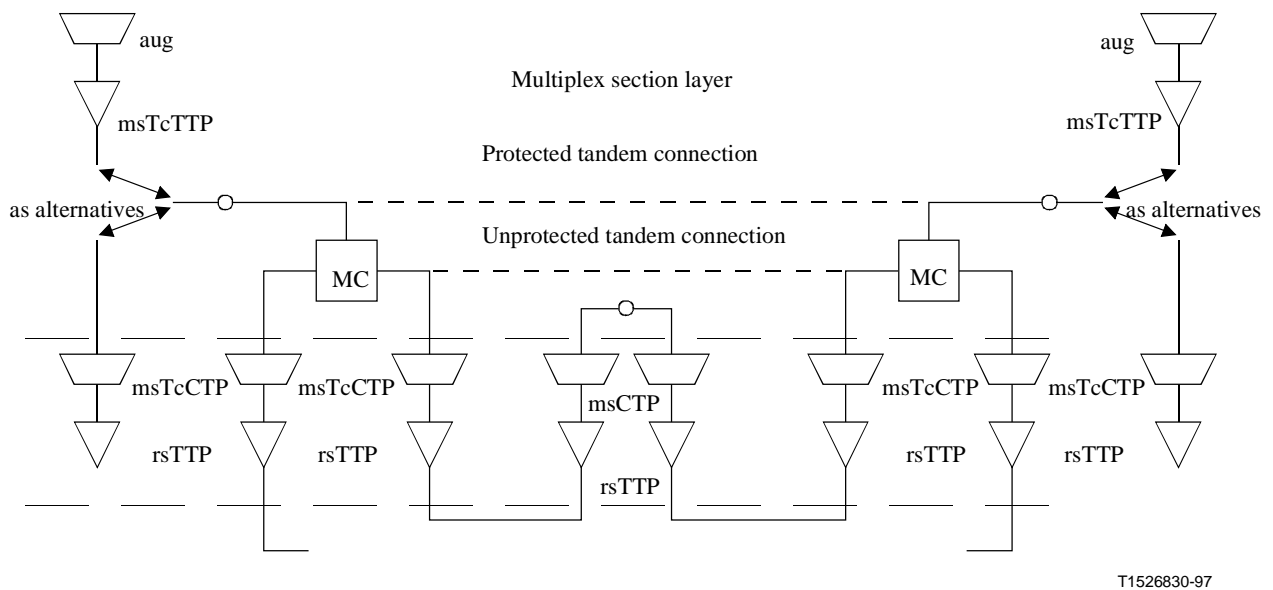 aug
aug
Multiplex section layer
msTcTTP
msTcTTP
Protected tandem connection
as alternatives
as alternatives
Unprotected tandem connection
MC
MC
msTcCTP
msTcCTP
msCTP
msTcCTP
msTcCTP
rsTTP
rsTTP
rsTTP
rsTTP
rsTTP
T1526830-97